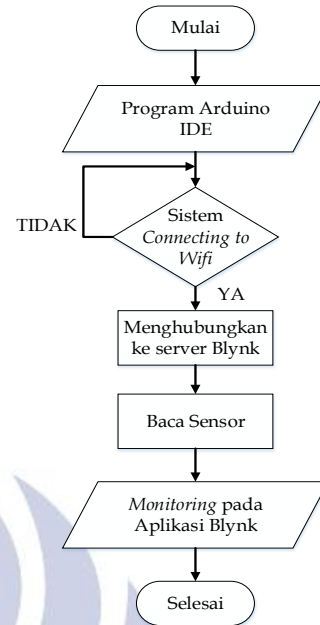 Mulai
Program Arduino
IDE
TIDAK
Sistem
Connecting to
Wifi
YA
Menghubungkan
ke server Blynk
Baca Sensor
Monitoring pada
Aplikasi Blynk
Selesai